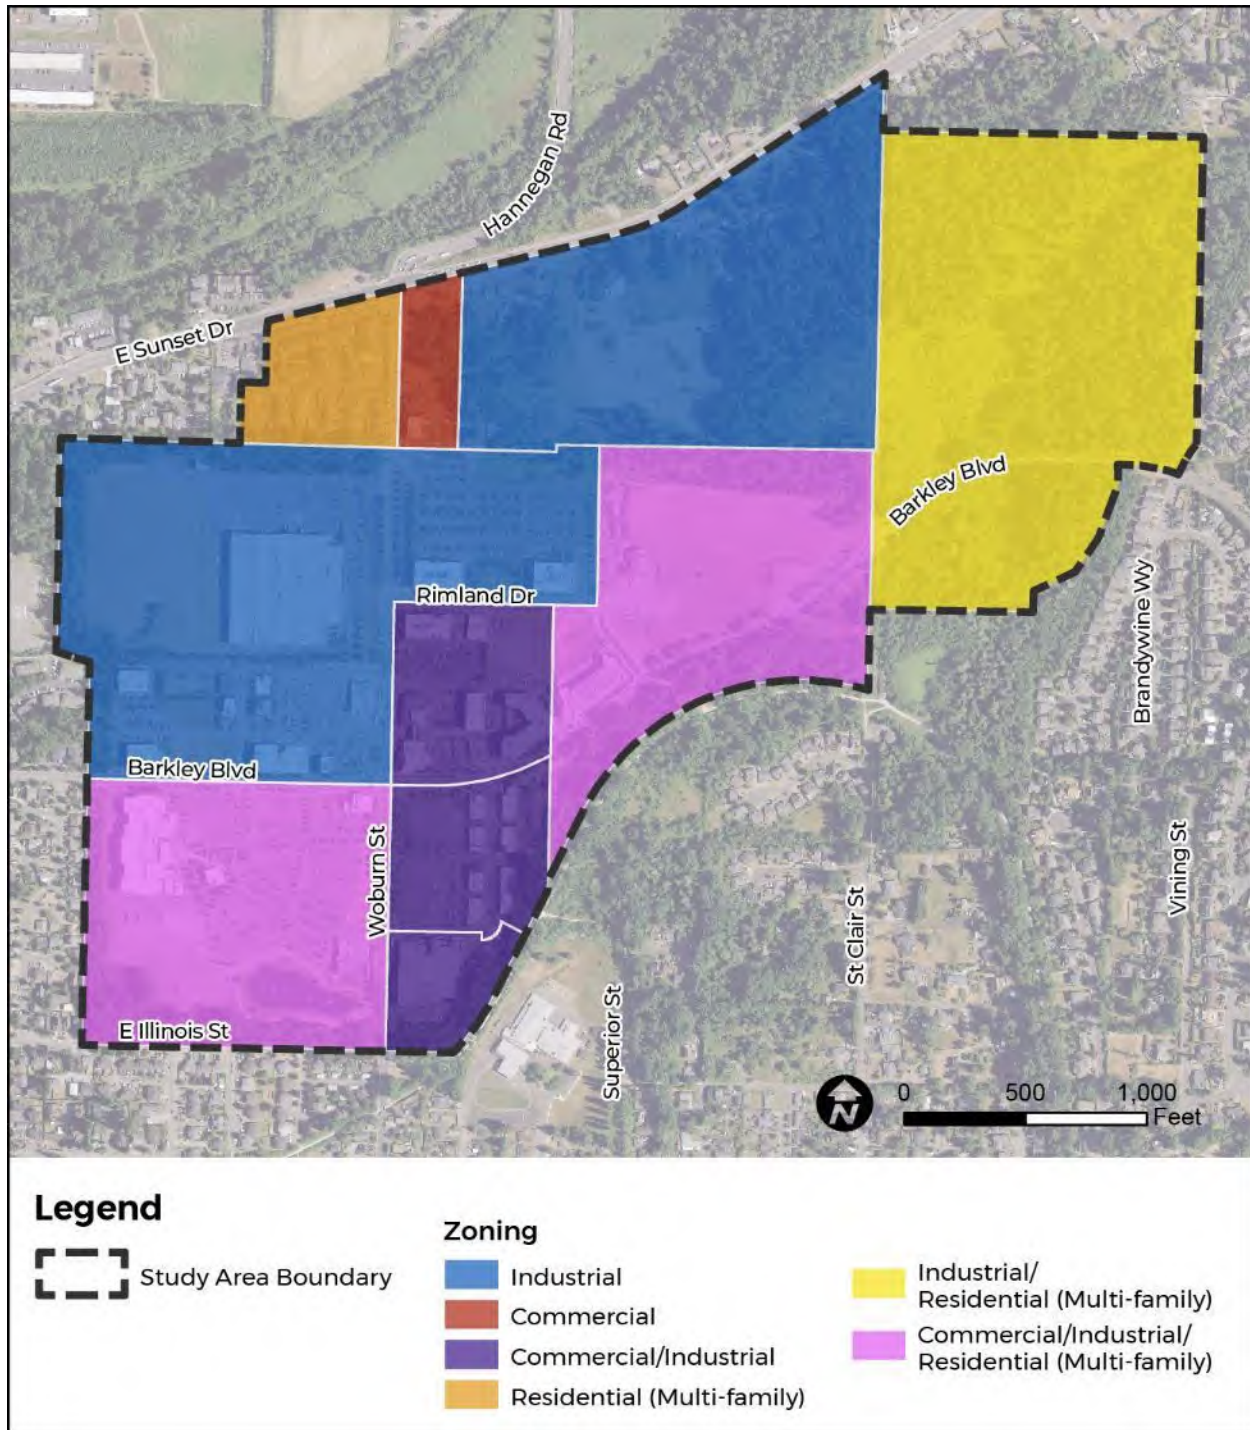 Hannegan Rd
E Sunset Dr
Barkley Blvd
Rimland Dr
Brandywine Wy
Barkley Blvd
Woburn St
Vining St
St Clair St
E Illinois St
Superior St
N
0 500 1,000
Feet
Legend
Study Area Boundary
Zoning
Industrial
Commercial
Commercial/Industrial
Residential (Multi-family)
Industrial/
Residential (Multi-family)
Commercial/Industrial/
Residential (Multi-family)